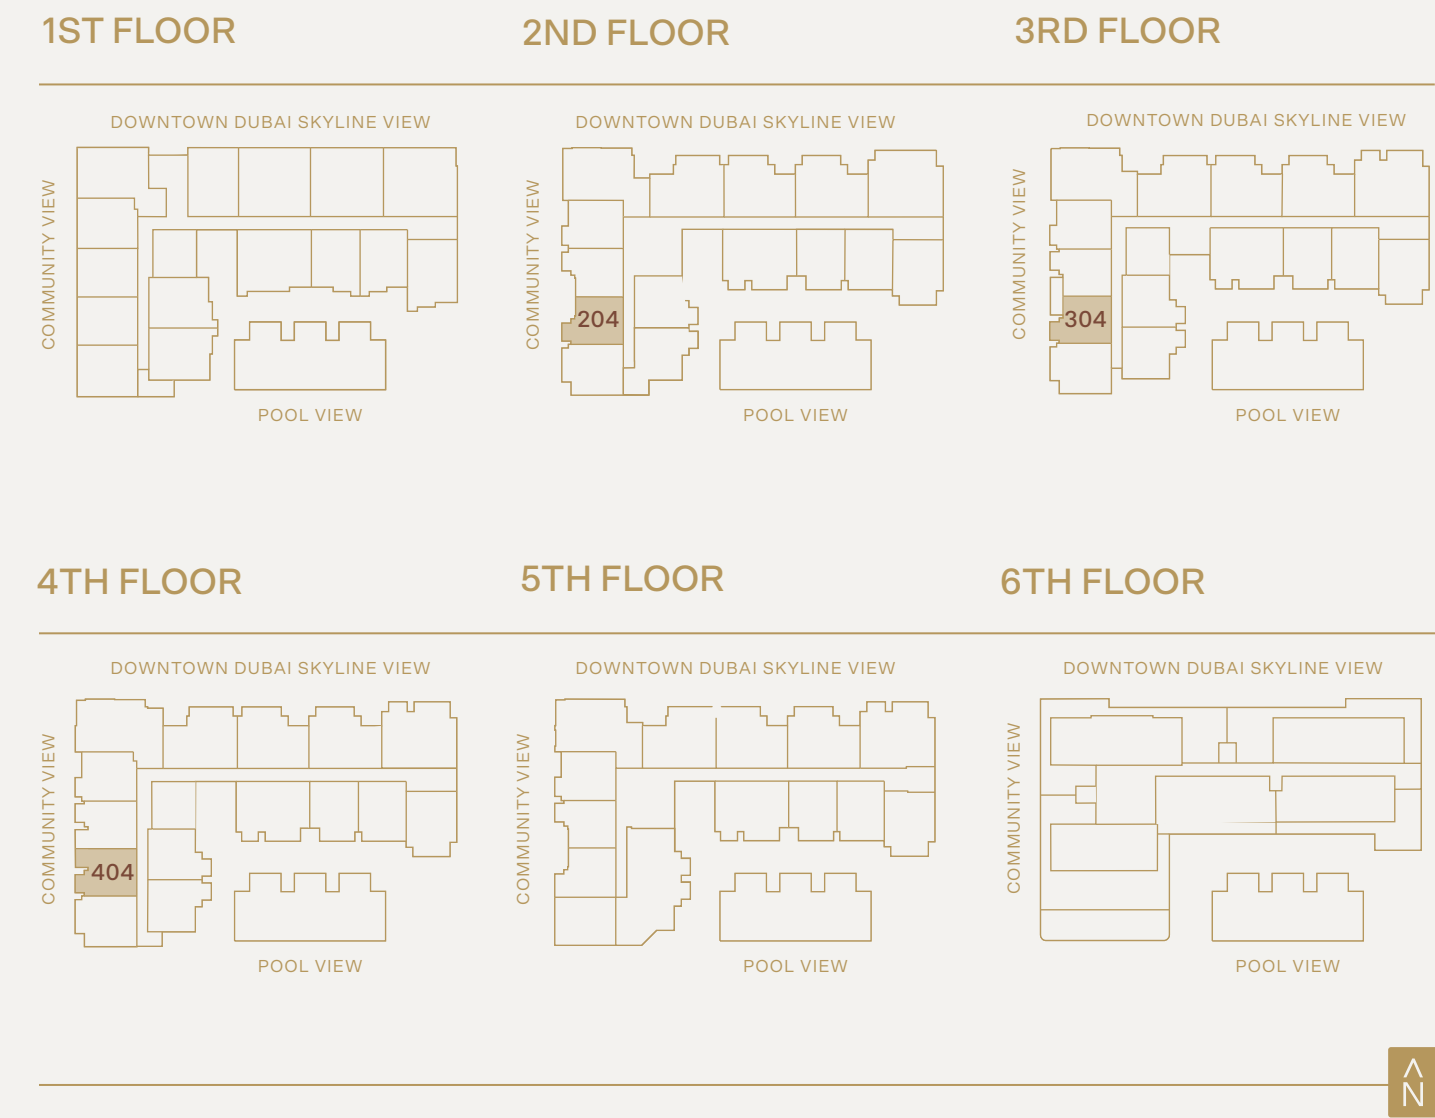 1ST FLOOR
2ND FLOOR
3RD FLOOR
DOWNTOWN DUBAI SKYLINE VIEW
DOWNTOWN DUBAI SKYLINE VIEW
DOWNTOWN DUBAI SKYLINE VIEW
COMMUNITY VIEW
COMMUNITY VIEW
COMMUNITY VIEW
204
304
POOL VIEW
POOL VIEW
POOL VIEW
4TH FLOOR
5TH FLOOR
6TH FLOOR
DOWNTOWN DUBAI SKYLINE VIEW
DOWNTOWN DUBAI SKYLINE VIEW
DOWNTOWN DUBAI SKYLINE VIEW
COMMUNITY VIEW
COMMUNITY VIEW
COMMUNITY VIEW
404
POOL VIEW
POOL VIEW
POOL VIEW
N